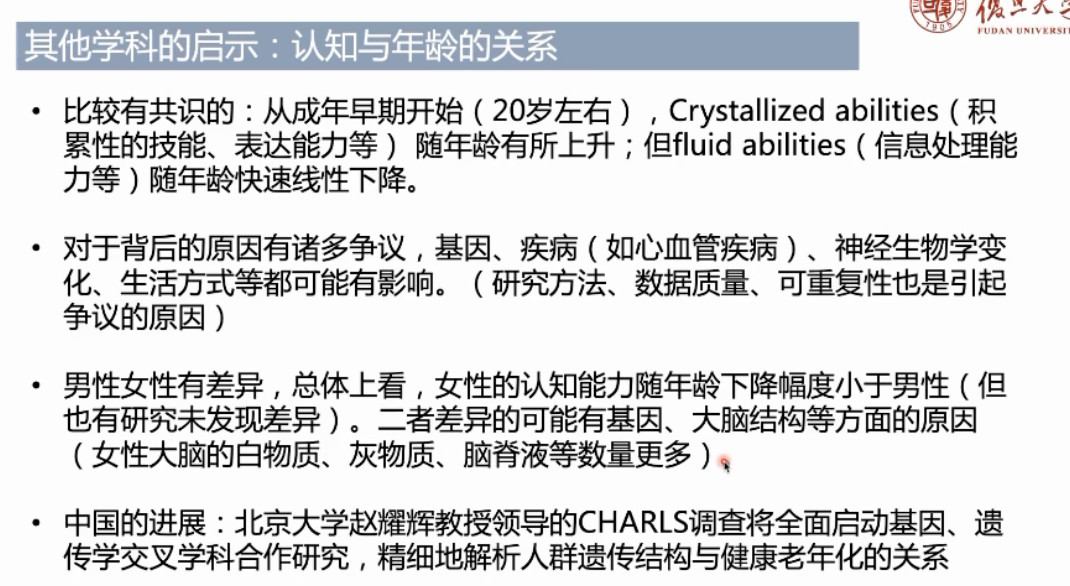 復旦大学
FUDAN UNIVERSIT
1905
其他学科的启示：认知与年龄的关系
• 比较有共识的：从成年早期开始（20岁左右），Crystallized abilities（积
累性的技能、表达能力等） 随年龄有所上升；但fluid abilities（信息处理能
力等）随年龄快速线性下降。
• 对于背后的原因有诸多争议，基因、疾病（如心血管疾病）、神经生物学变
化、生活方式等都可能有影响。（研究方法、数据质量、可重复性也是引起
争议的原因）
• 男性女性有差异，总体上看，女性的认知能力随年龄下降幅度小于男性（但
也有研究未发现差异）。二者差异的可能有基因、大脑结构等方面的原因
（女性大脑的白物质、灰物质、脑脊液等数量更多）。
• 中国的进展：北京大学赵耀辉教授领导的CHARLS调查将全面启动基因、遗
传学交叉学科合作研究，精细地解析人群遗传结构与健康老年化的关系